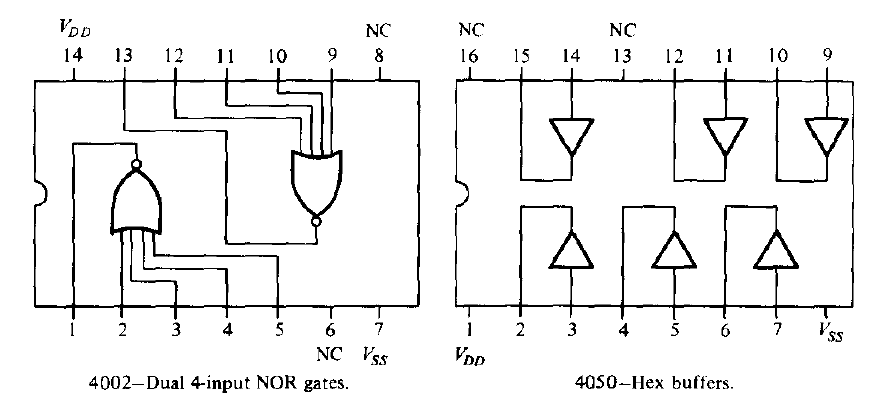 V_DD NC
14 13 12 11 10 9 8
1 2 3 4 5 6 7
NC V_SS
4002–Dual 4-input NOR gates.
NC NC
16 15 14 13 12 11 10 9
1 2 3 4 5 6 7 V_SS
V_DD
4050–Hex buffers.